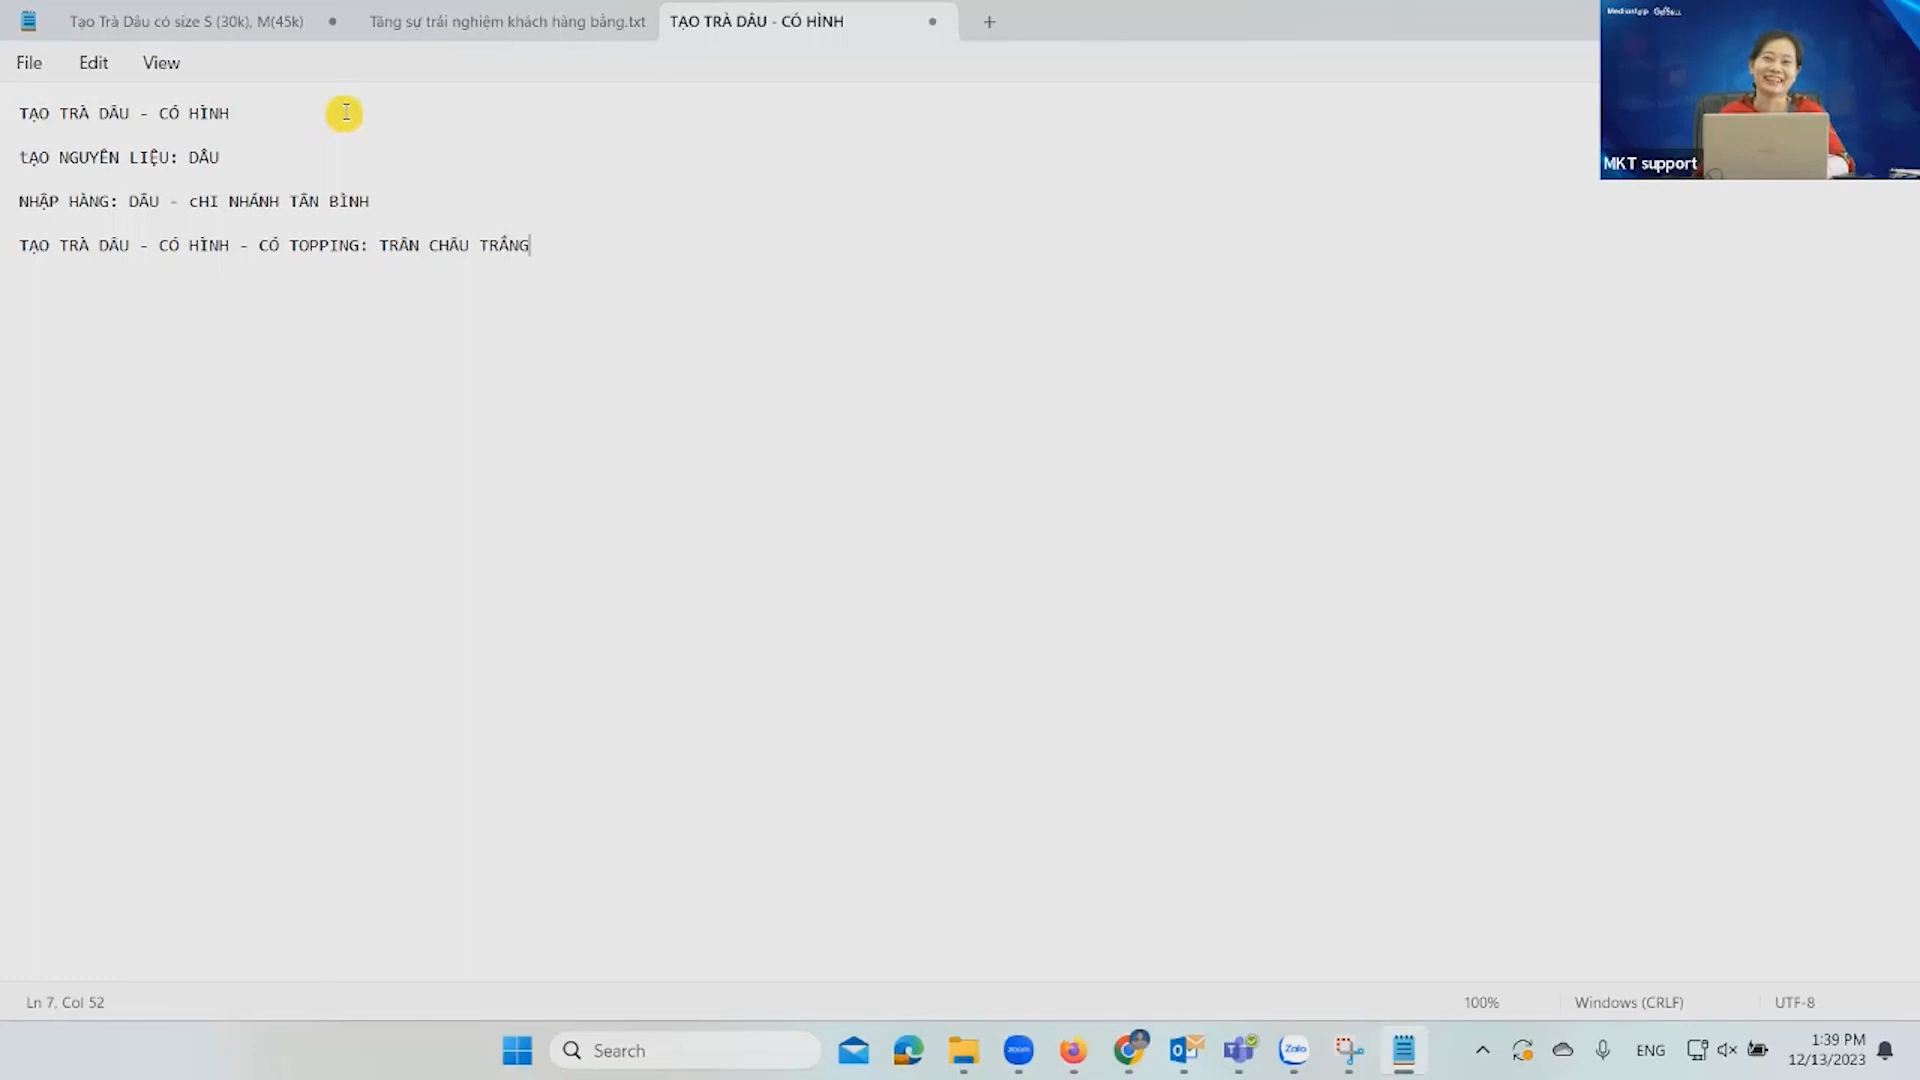 Tạo Trà Dâu có size S (30k), M(45k)
Tăng sự trải nghiệm khách hàng bằng.txt
TẠO TRÀ DÂU - CÓ HÌNH
File Edit View
TẠO TRÀ DÂU - CÓ HÌNH
tẠO NGUYÊN LIỆU: DÂU
NHẬP HÀNG: DÂU - cHI NHÁNH TÂN BÌNH
TẠO TRÀ DÂU - CÓ HÌNH - CÓ TOPPING: TRÂN CHÂU TRẮNG
MKT support
Ln 7, Col 52
100%
Windows (CRLF)
UTF-8
Search
zoom
Zalo
ENG
1:39 PM
12/13/2023